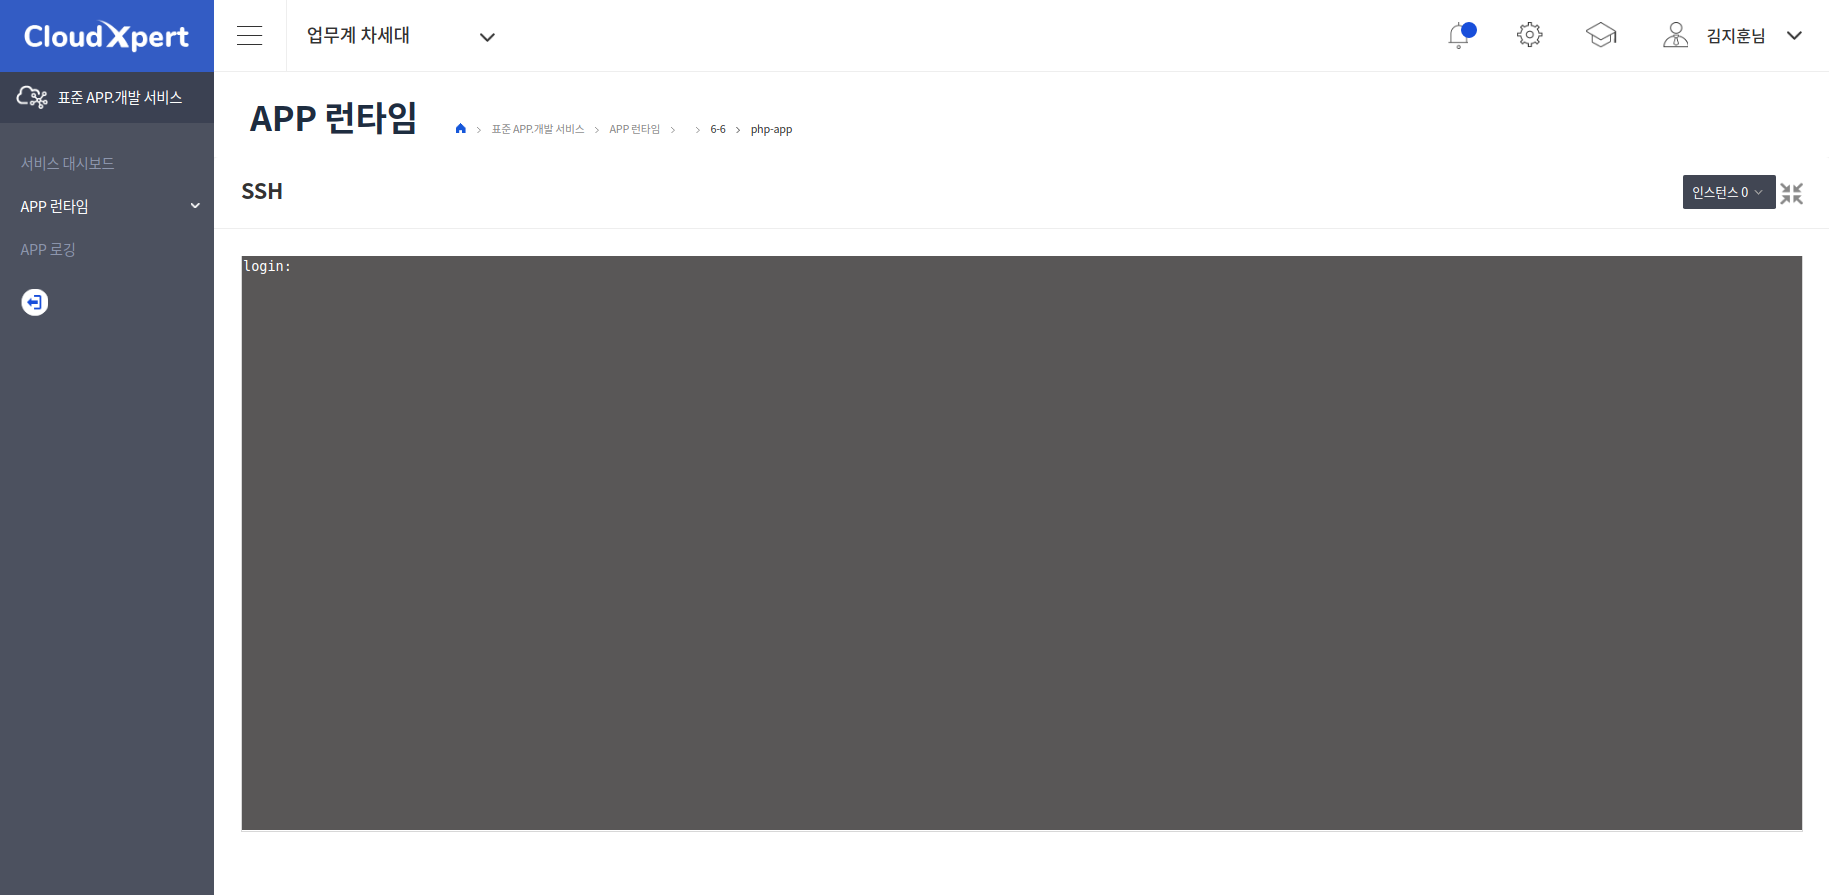 CloudXpert
업무계 차세대
김지훈님
표준 APP.개발 서비스
서비스 대시보드
APP 런타임
APP 로깅
APP 런타임
표준 APP.개발 서비스 > APP 런타임 > > 6-6 > php-app
SSH
인스턴스 0
login: